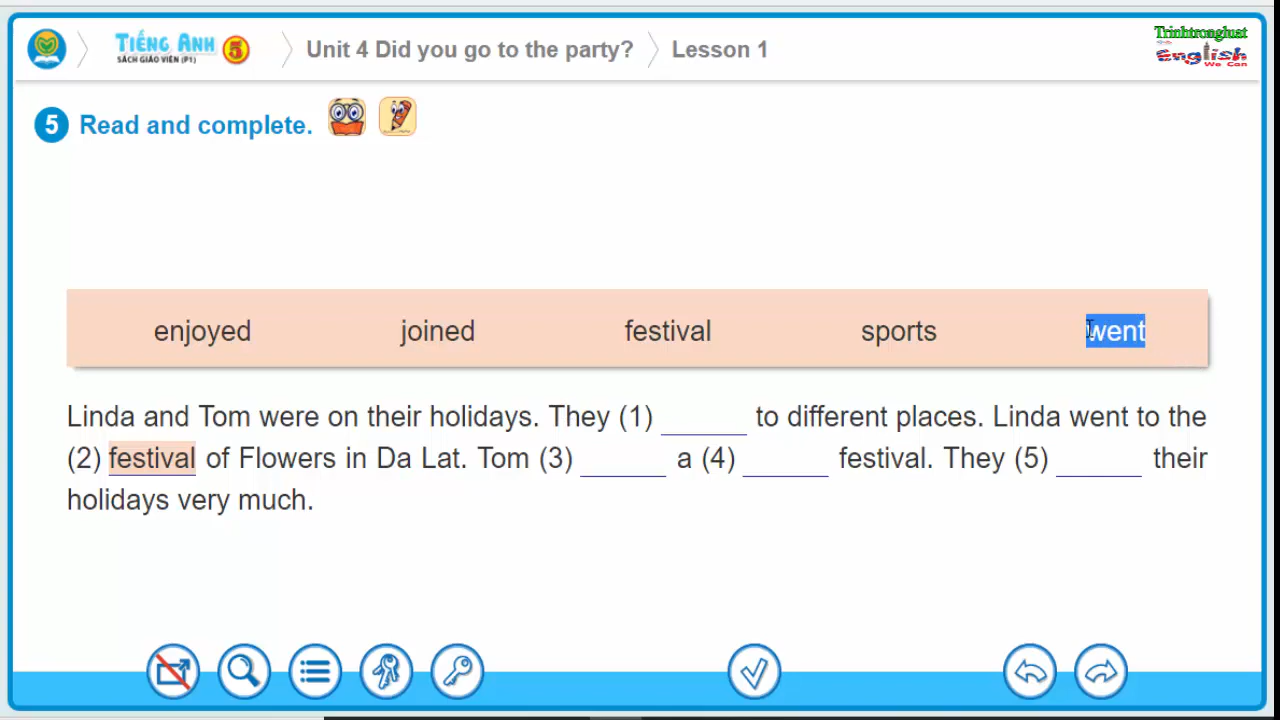 TIẾNG ANH 5
SÁCH GIÁO VIÊN (P1)
Unit 4 Did you go to the party?
Lesson 1
Trinhtrongluat
English
We Can
5 Read and complete.
enjoyed joined festival sports went
Linda and Tom were on their holidays. They (1) ______ to different places. Linda went to the
(2) festival of Flowers in Da Lat. Tom (3) ______ a (4) ______ festival. They (5) ______ their
holidays very much.